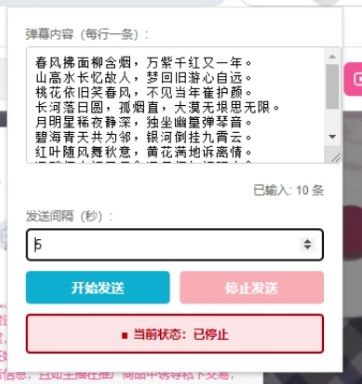 弹幕内容（每行一条）:
春风拂面柳含烟，万紫千红又一年。
山高水长忆故人，梦回旧游心自远。
桃花依旧笑春风，不见当年崔护颜。
长河落日圆，孤烟直，大漠无垠思无限。
月明星稀夜静深，独坐幽篁弹琴音。
碧海青天共为邻，银河倒挂九霄云。
红叶随风舞秋意，黄花满地诉离情。
已输入: 10 条
发送间隔（秒）:
5
开始发送
停止发送
■ 当前状态：已停止